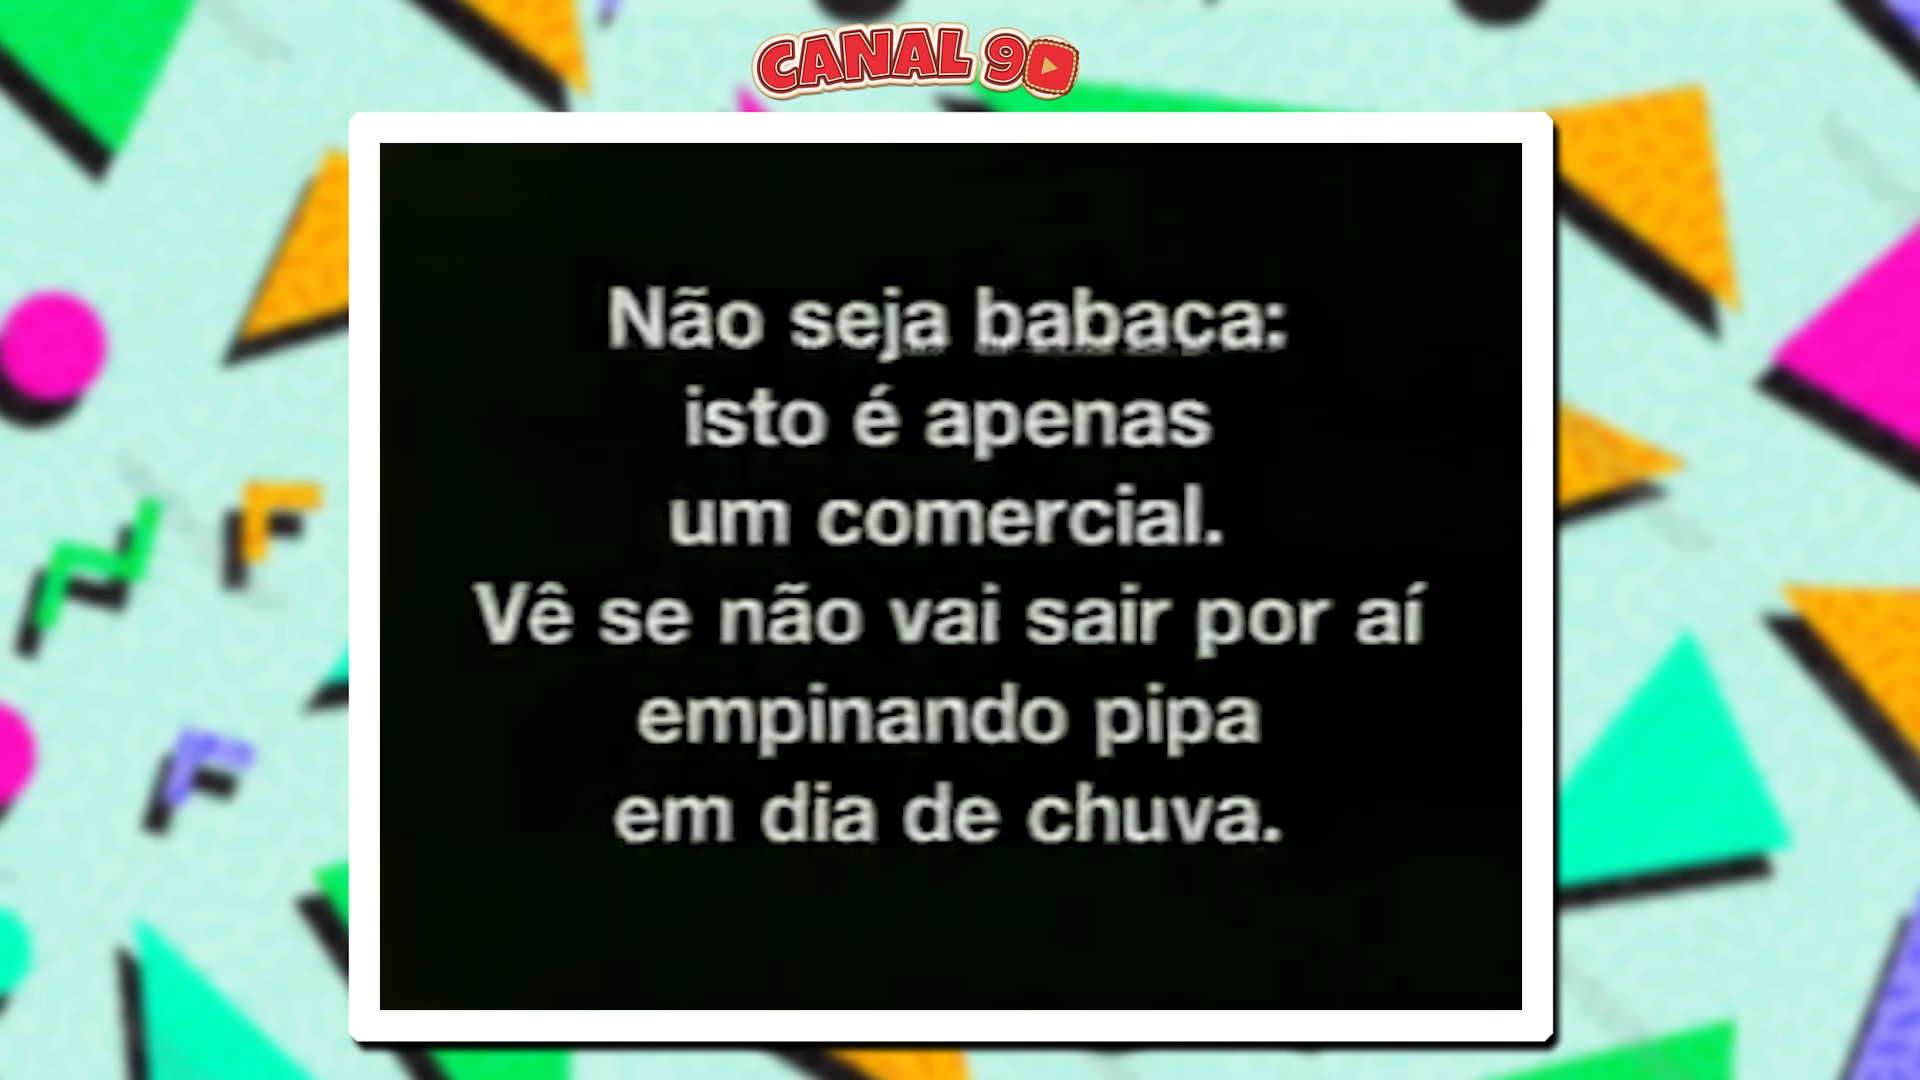 CANAL 90
Não seja babaca:
isto é apenas
um comercial.
Vê se não vai sair por aí
empinando pipa
em dia de chuva.